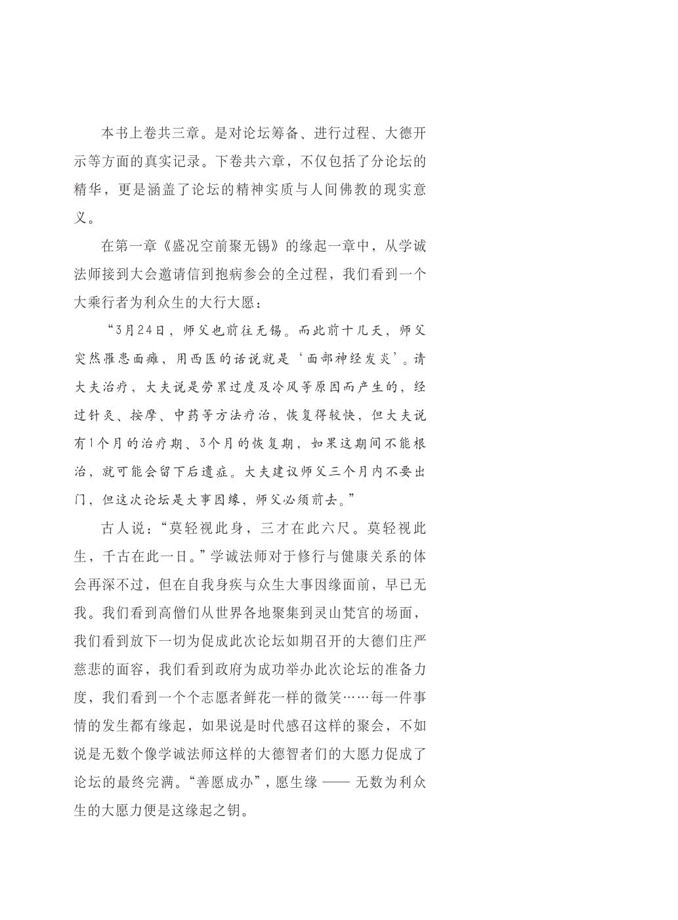 本书上卷共三章。是对论坛筹备、进行过程、大德开
示等方面的真实记录。下卷共六章，不仅包括了分论坛的
精华，更是涵盖了论坛的精神实质与人间佛教的现实意
义。
在第一章《盛况空前聚无锡》的缘起一章中，从学诚
法师接到大会邀请信到抱病参会的全过程，我们看到一个
大乘行者为利众生的大行大愿：
“3月24日，师父也前往无锡。而此前十几天，师父
突然罹患面瘫，用西医的话说就是‘面部神经发炎’。请
大夫治疗，大夫说是劳累过度及冷风等原因而产生的，经
过针灸、按摩、中药等方法疗治，恢复得较快，但大夫说
有1个月的治疗期、3个月的恢复期，如果这期间不能根
治，就可能会留下后遗症。大夫建议师父三个月内不要出
门，但这次论坛是大事因缘，师父必须前去。”
古人说：“莫轻视此身，三才在此六尺。莫轻视此
生，千古在此一日。”学诚法师对于修行与健康关系的体
会再深不过，但在自我身疾与众生大事因缘面前，早已无
我。我们看到高僧们从世界各地聚集到灵山梵宫的场面，
我们看到放下一切为促成此次论坛如期召开的大德们庄严
慈悲的面容，我们看到政府为成功举办此次论坛的准备力
度，我们看到一个个志愿者鲜花一样的微笑……每一件事
情的发生都有缘起，如果说是时代感召这样的聚会，不如
说是无数个像学诚法师这样的大德智者们的大愿力促成了
论坛的最终完满。“善愿成办”，愿生缘 —— 无数为利众
生的大愿力便是这缘起之钥。